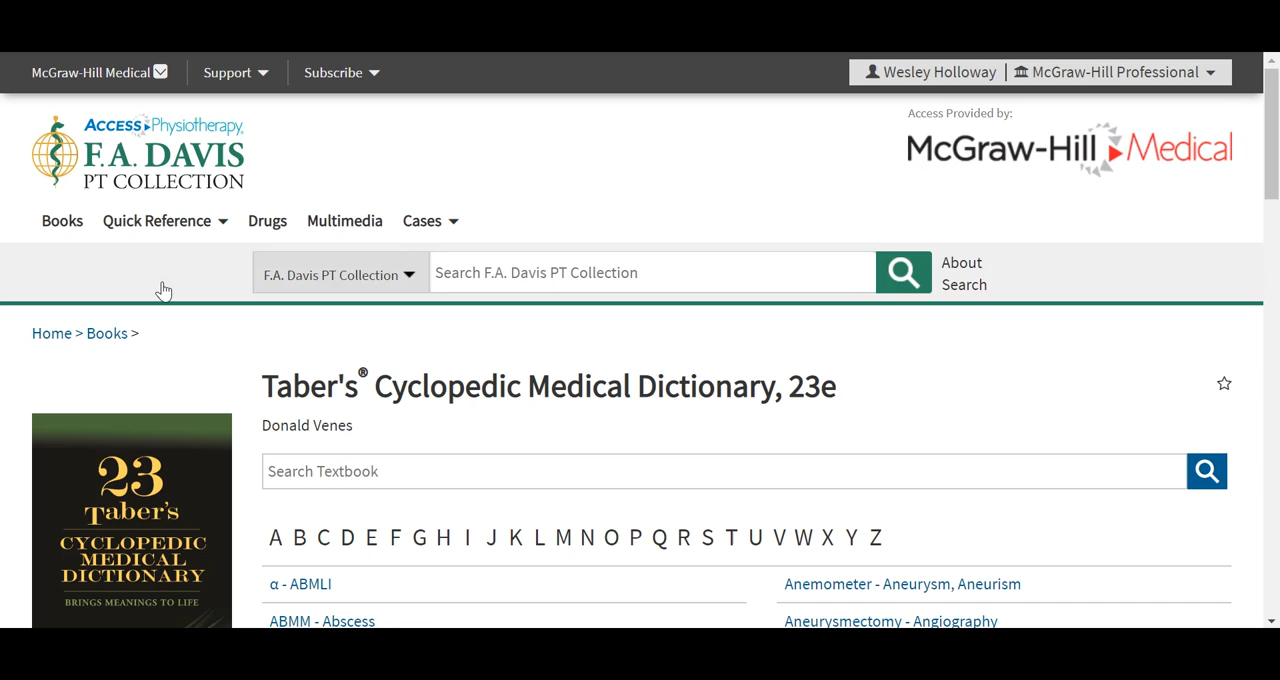 McGraw-Hill Medical Support Subscribe Wesley Holloway McGraw-Hill Professional
Access Provided by:
ACCESS Physiotherapy
F.A. DAVIS
PT COLLECTION
McGraw-Hill Medical
Books Quick Reference Drugs Multimedia Cases
F.A. Davis PT Collection Search F.A. Davis PT Collection About
Search
Home > Books >
Taber's® Cyclopedic Medical Dictionary, 23e
Donald Venes
Search Textbook
23
Taber's
CYCLOPEDIC
MEDICAL
DICTIONARY
BRINGS MEANINGS TO LIFE
A B C D E F G H I J K L M N O P Q R S T U V W X Y Z
α - ABMLI Anemometer - Aneurysm, Aneurism
ABMM - Abscess Aneurysmectomy - Angiography